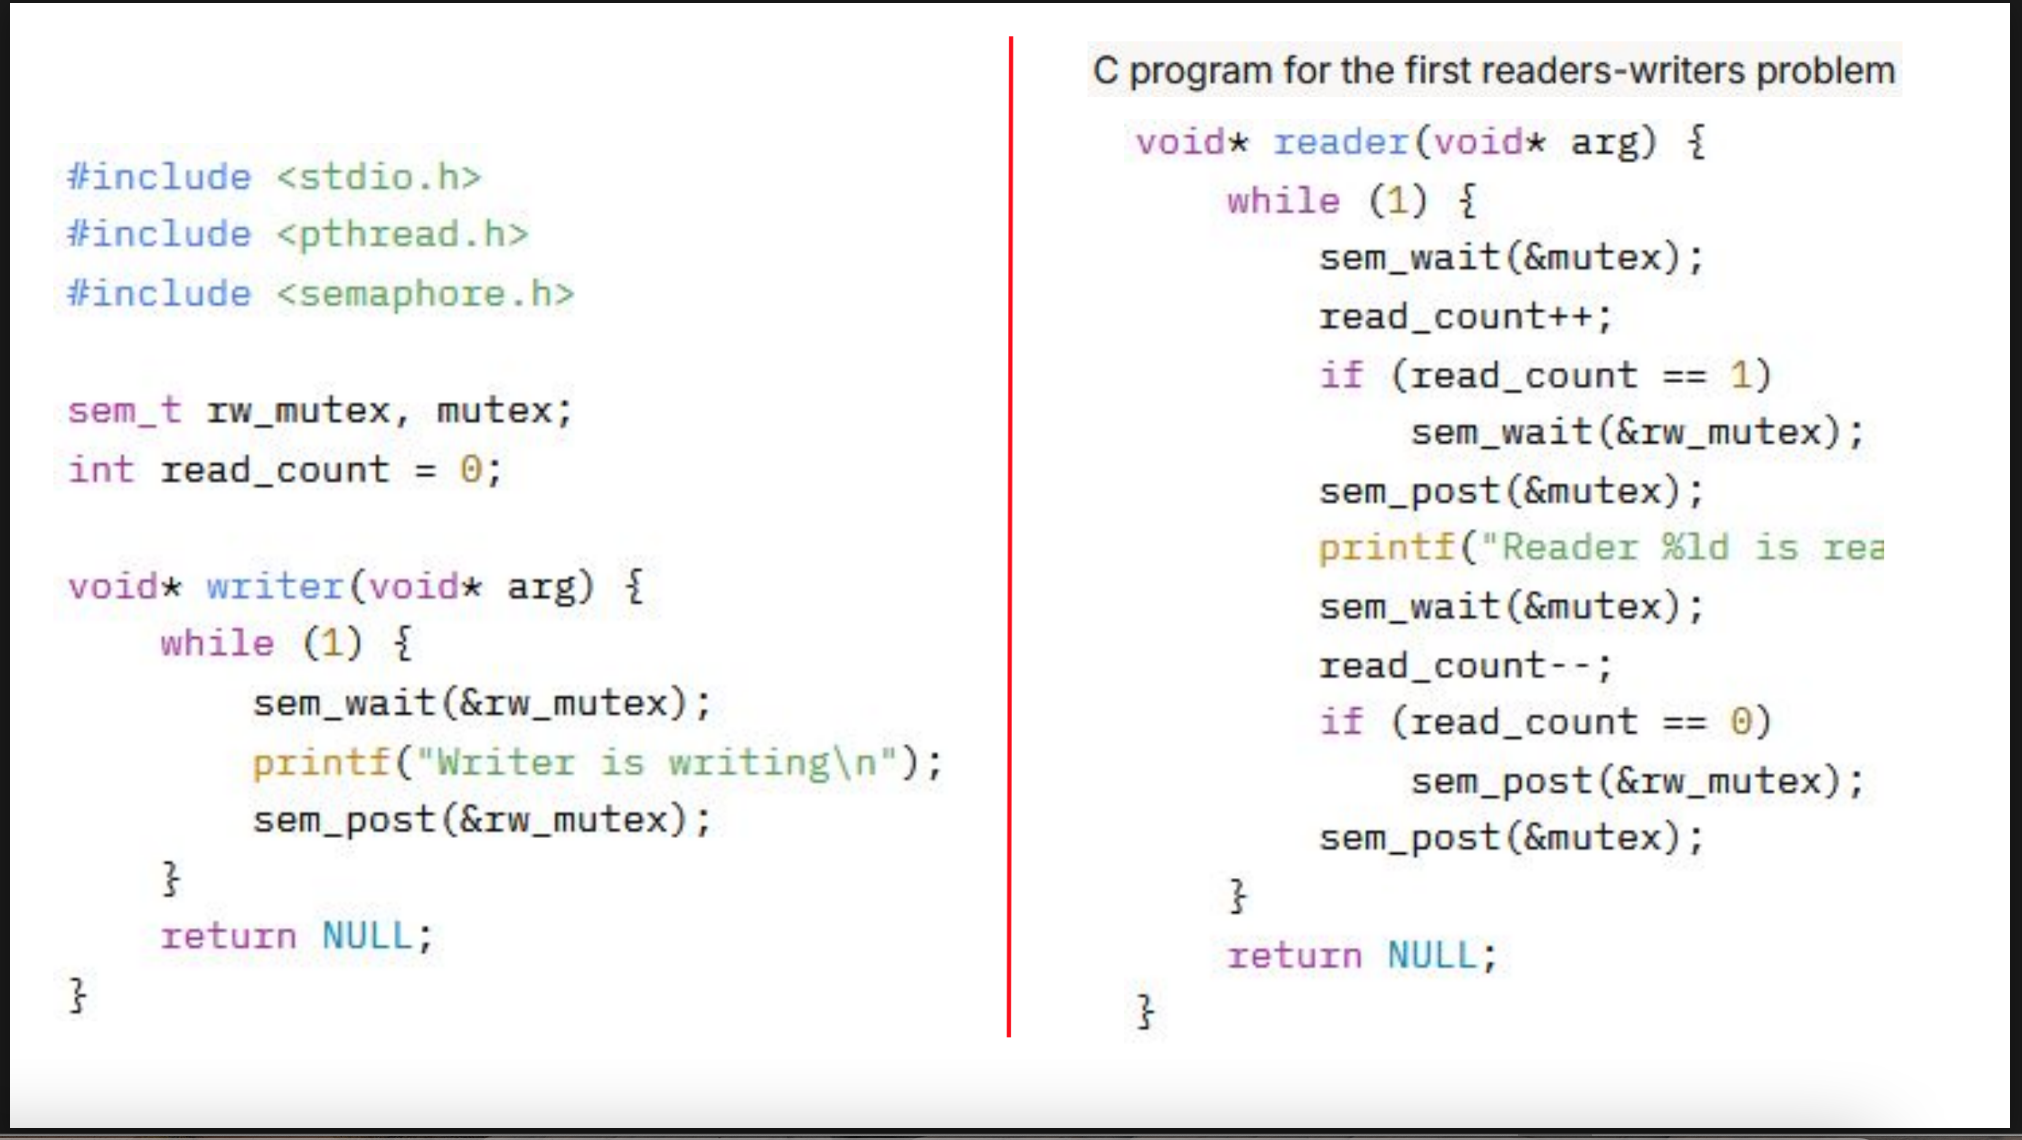 #include <stdio.h>
#include <pthread.h>
#include <semaphore.h>
sem_t rw_mutex, mutex;
int read_count = 0;
void* writer(void* arg) {
while (1) {
sem_wait(&rw_mutex);
printf("Writer is writing\n");
sem_post(&rw_mutex);
}
return NULL;
}
C program for the first readers-writers problem
void* reader(void* arg) {
while (1) {
sem_wait(&mutex);
read_count++;
if (read_count == 1)
sem_wait(&rw_mutex);
sem_post(&mutex);
printf("Reader %ld is rea
sem_wait(&mutex);
read_count--;
if (read_count == 0)
sem_post(&rw_mutex);
sem_post(&mutex);
}
return NULL;
}